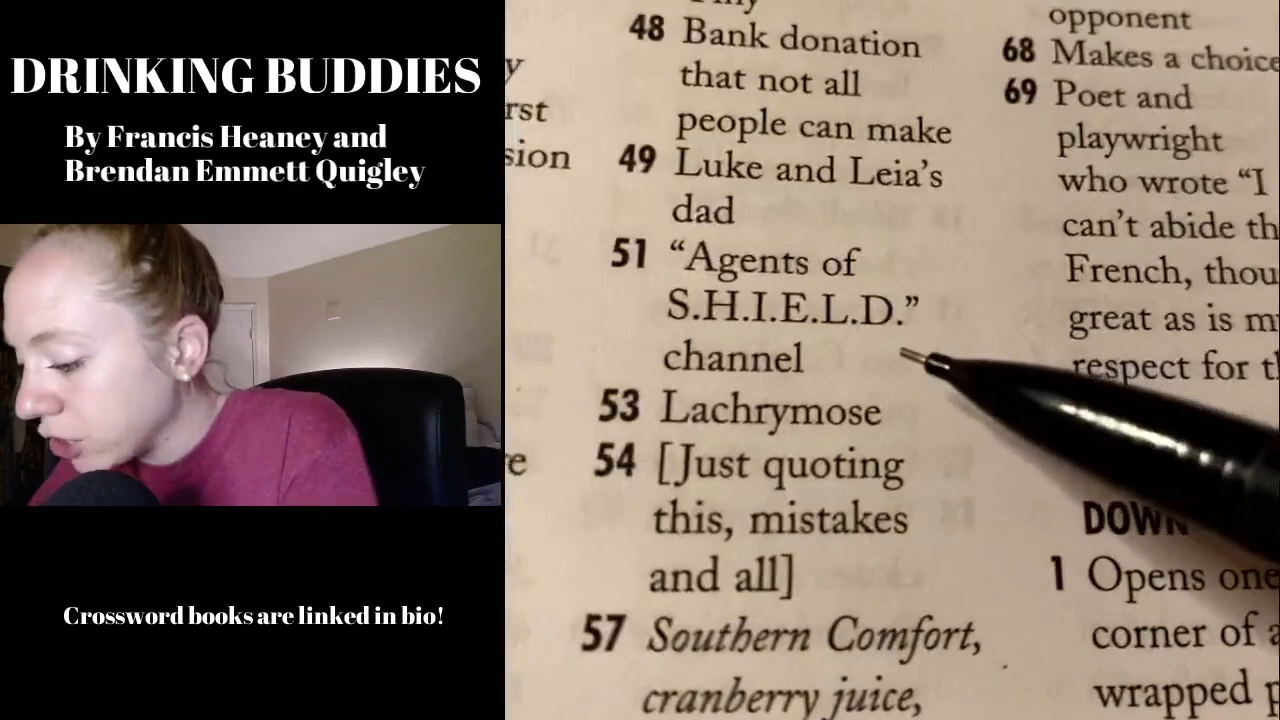 DRINKING BUDDIES
By Francis Heaney and
Brendan Emmett Quigley
Crossword books are linked in bio!
48 Bank donation
that not all
people can make
49 Luke and Leia's
dad
51 "Agents of
S.H.I.E.L.D."
channel
53 Lachrymose
54 [Just quoting
this, mistakes
and all]
57 Southern Comfort,
cranberry juice,
opponent
68 Makes a choice
69 Poet and
playwright
who wrote "I
can't abide th
French, thou
great as is m
respect for t
DOWN
1 Opens one
corner of a
wrapped p